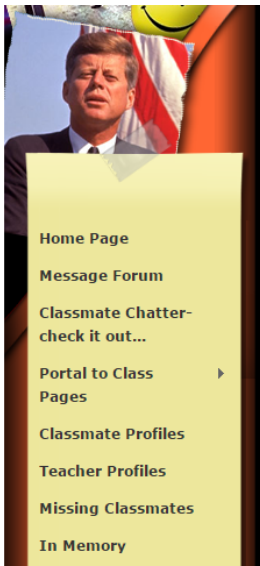 Home Page
Message Forum
Classmate Chatter-
check it out...
Portal to Class
Pages
Classmate Profiles
Teacher Profiles
Missing Classmates
In Memory